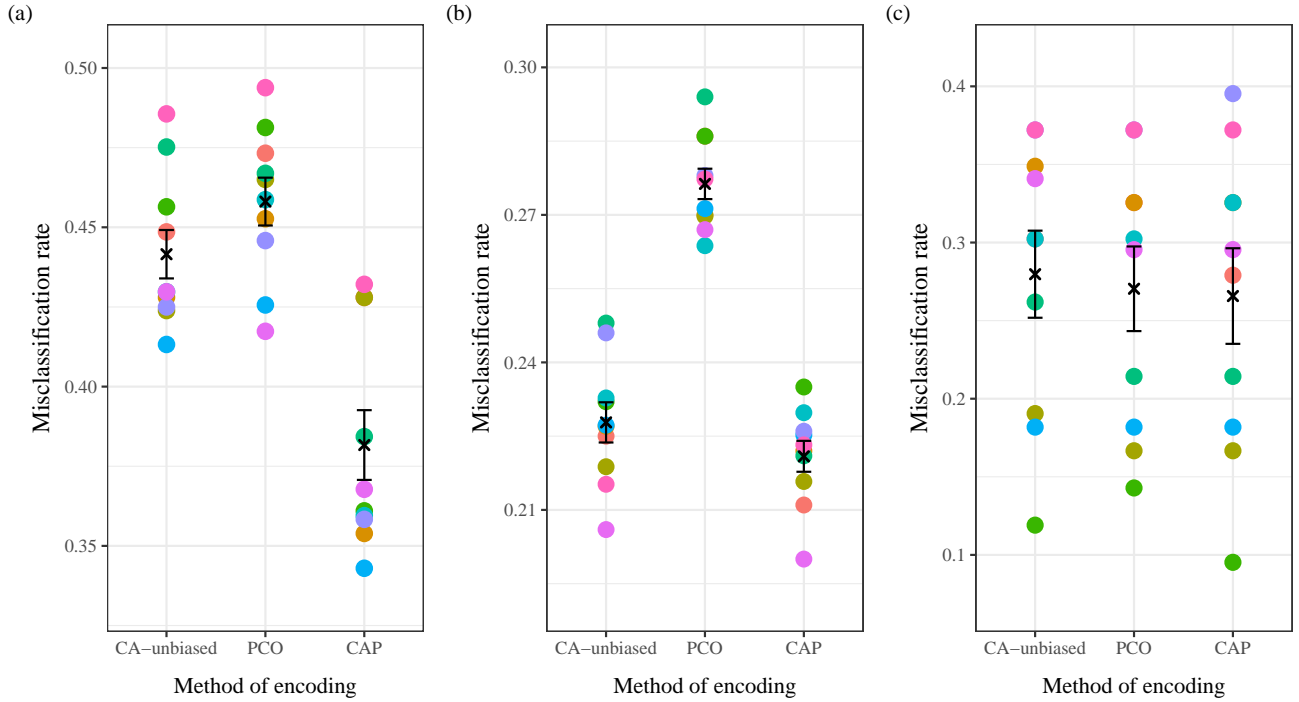 (a)
(b)
(c)
Misclassification rate
0.50
0.45
0.40
0.35
CA−unbiased PCO CAP
Method of encoding
Misclassification rate
0.30
0.27
0.24
0.21
CA−unbiased PCO CAP
Method of encoding
Misclassification rate
0.4
0.3
0.2
0.1
CA−unbiased PCO CAP
Method of encoding